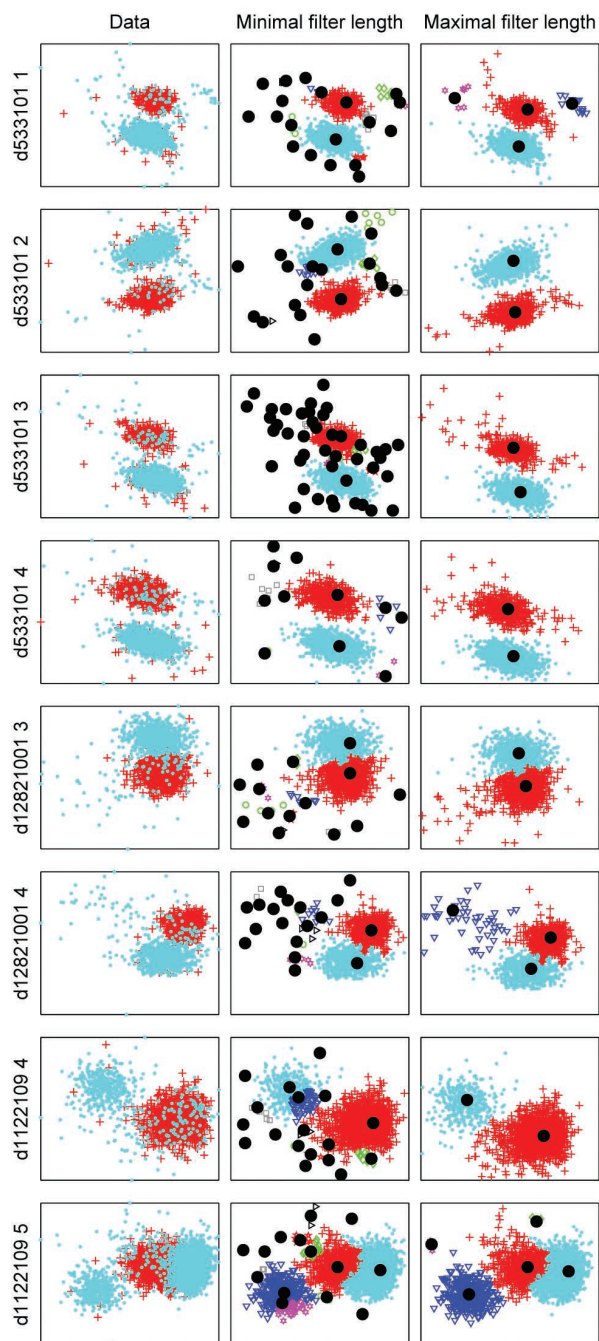 Data
Minimal filter length
Maximal filter length
d533101 1
d533101 2
d533101 3
d533101 4
d12821001 3
d12821001 4
d1122109 4
d1122109 5